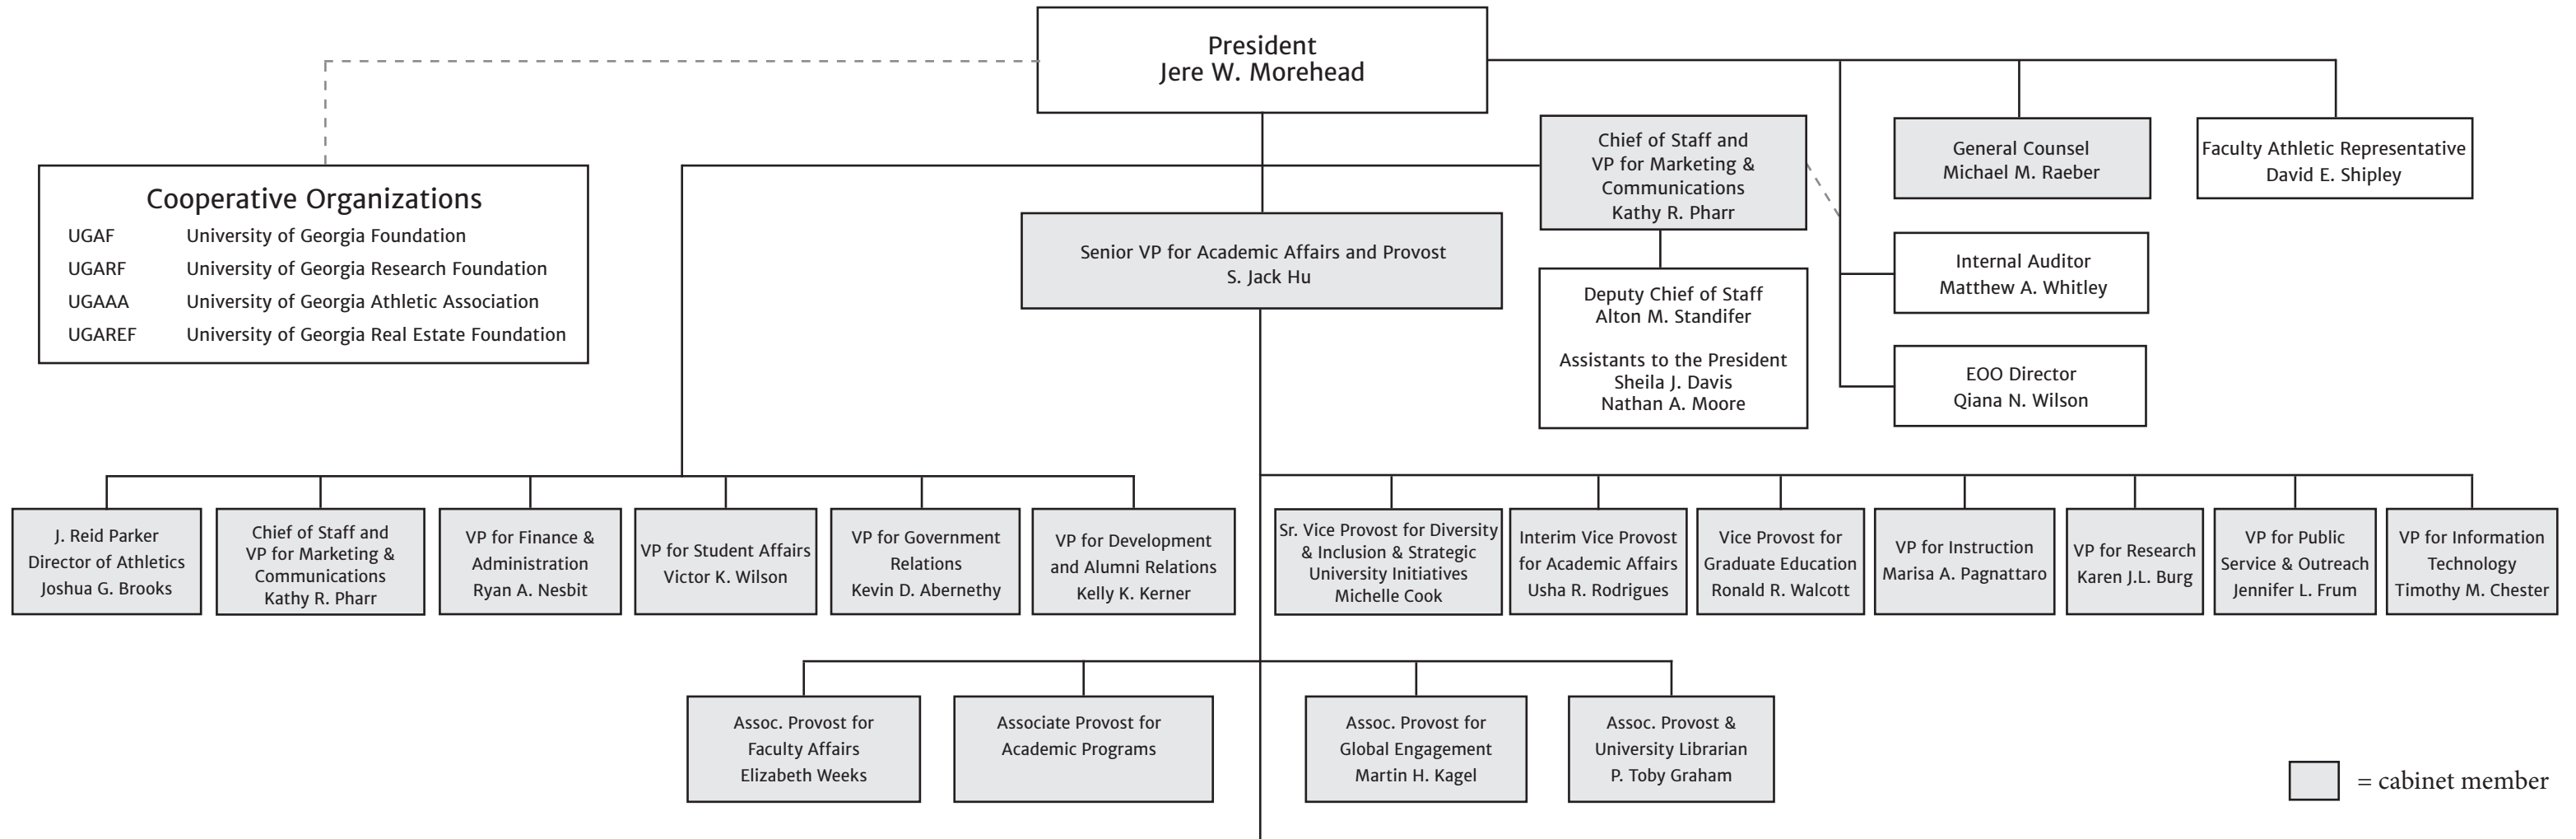 President
Jere W. Morehead
Cooperative Organizations
UGAF University of Georgia Foundation
UGARF University of Georgia Research Foundation
UGAAA University of Georgia Athletic Association
UGAREF University of Georgia Real Estate Foundation
Senior VP for Academic Affairs and Provost
S. Jack Hu
Chief of Staff and
VP for Marketing &
Communications
Kathy R. Pharr
Deputy Chief of Staff
Alton M. Standifer
Assistants to the President
Sheila J. Davis
Nathan A. Moore
General Counsel
Michael M. Raeber
Faculty Athletic Representative
David E. Shipley
Internal Auditor
Matthew A. Whitley
EOO Director
Qiana N. Wilson
J. Reid Parker
Director of Athletics
Joshua G. Brooks
Chief of Staff and
VP for Marketing &
Communications
Kathy R. Pharr
VP for Finance &
Administration
Ryan A. Nesbit
VP for Student Affairs
Victor K. Wilson
VP for Government
Relations
Kevin D. Abernethy
VP for Development
and Alumni Relations
Kelly K. Kerner
Sr. Vice Provost for Diversity
& Inclusion & Strategic
University Initiatives
Michelle Cook
Interim Vice Provost
for Academic Affairs
Usha R. Rodrigues
Vice Provost for
Graduate Education
Ronald R. Walcott
VP for Instruction
Marisa A. Pagnattaro
VP for Research
Karen J.L. Burg
VP for Public
Service & Outreach
Jennifer L. Frum
VP for Information
Technology
Timothy M. Chester
Assoc. Provost for
Faculty Affairs
Elizabeth Weeks
Associate Provost for
Academic Programs
Assoc. Provost for
Global Engagement
Martin H. Kagel
Assoc. Provost &
University Librarian
P. Toby Graham
= cabinet member